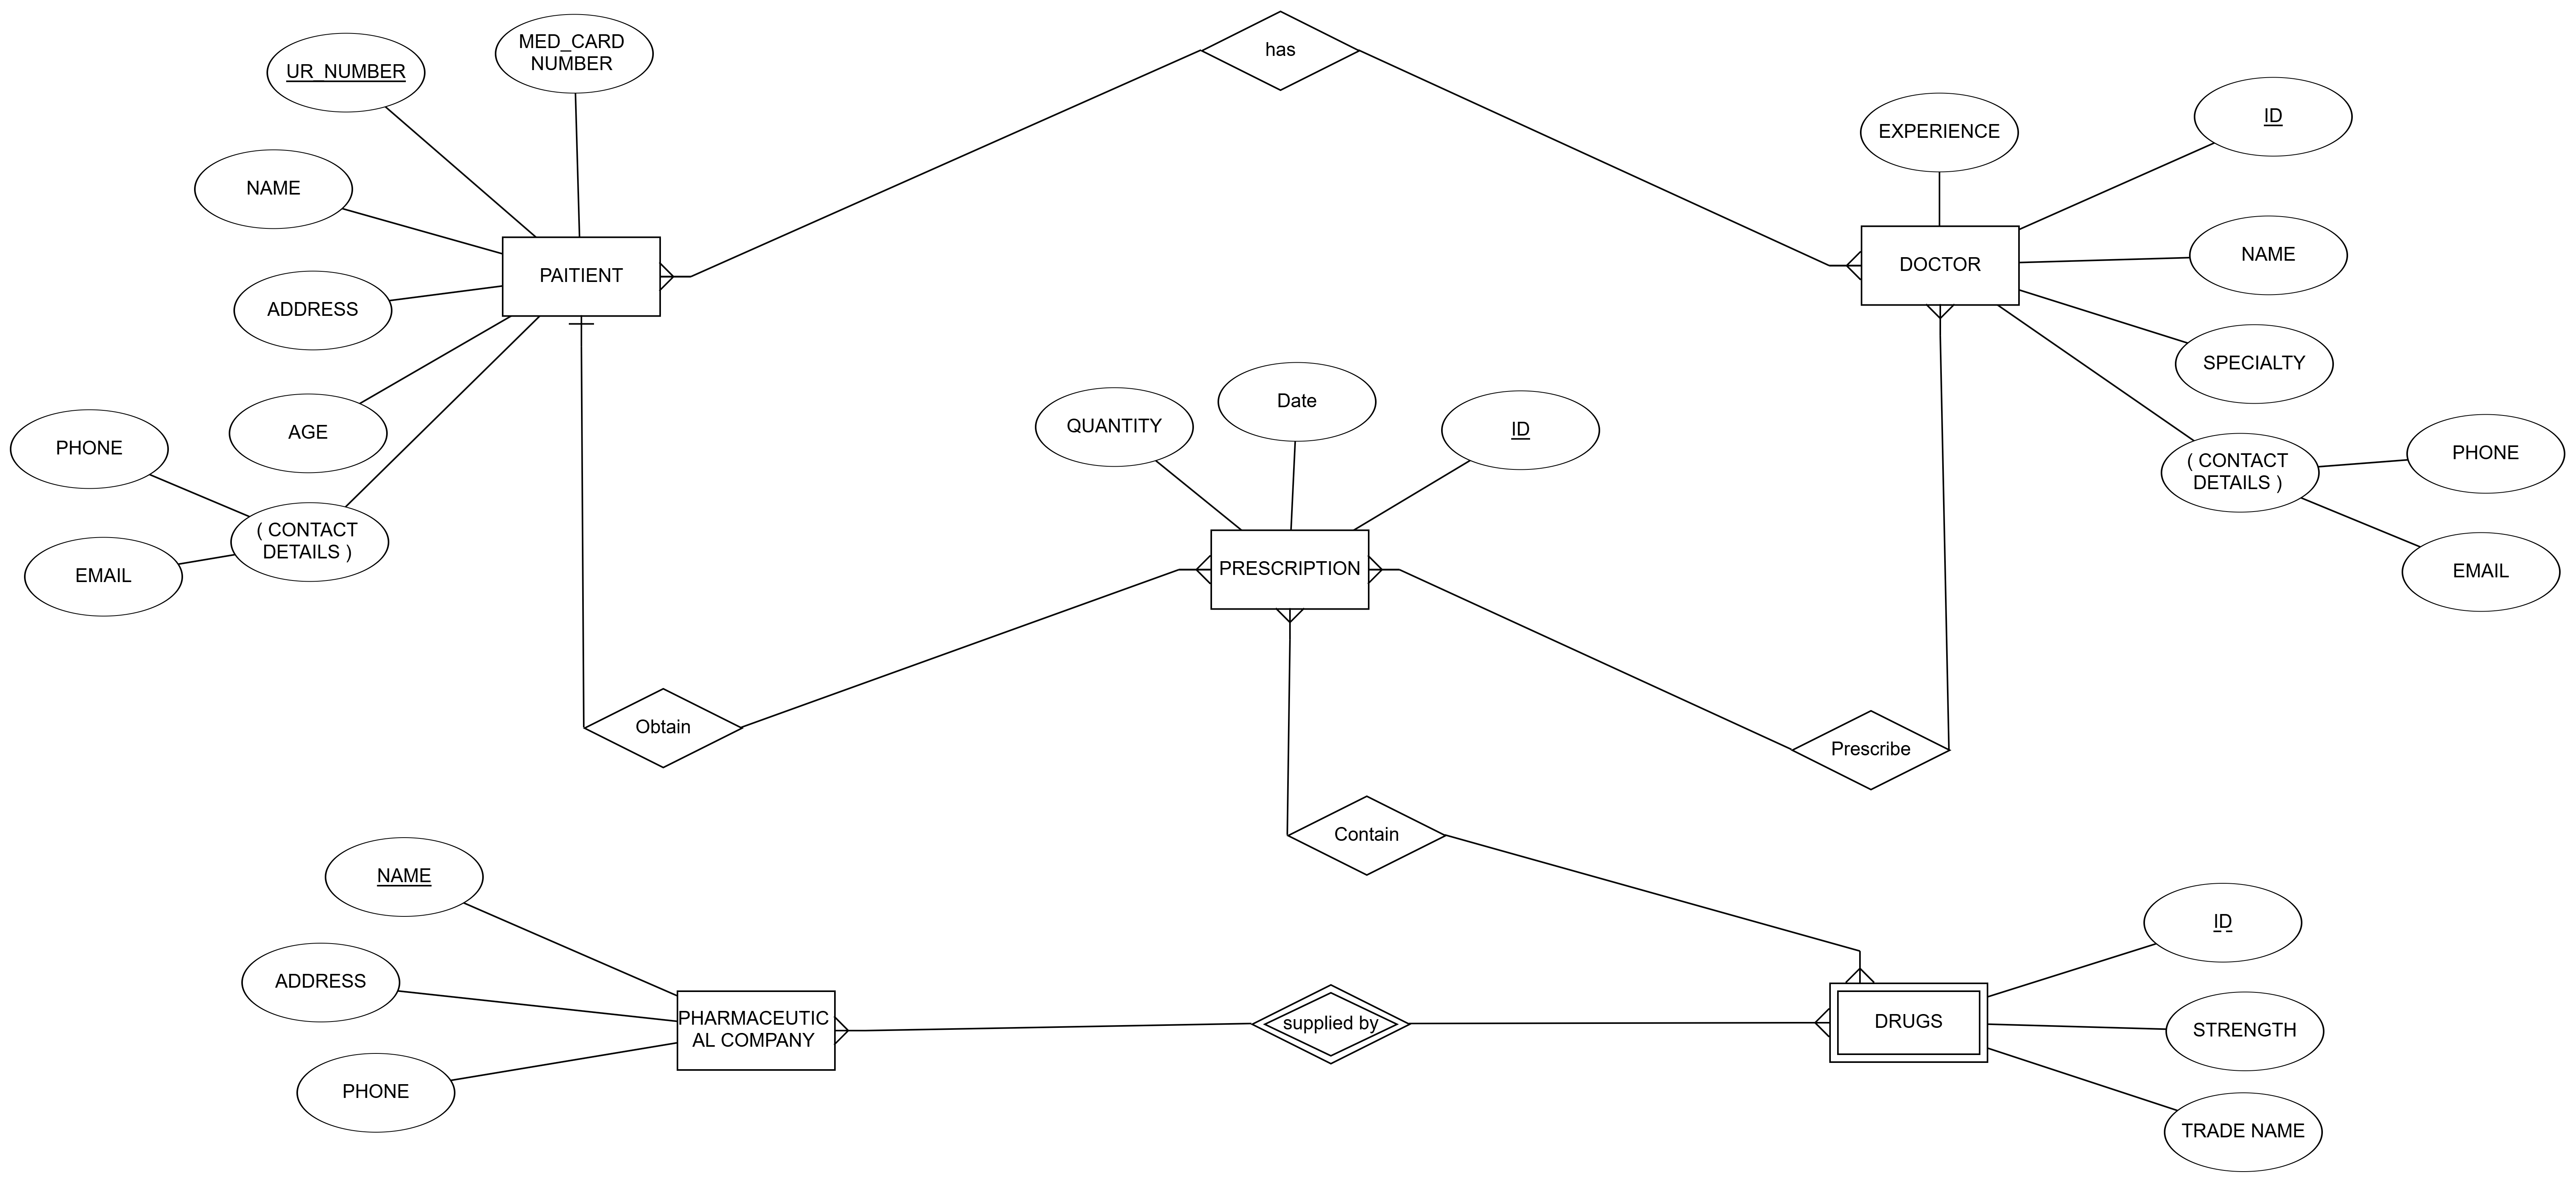 has
MED_CARD
NUMBER
UR_NUMBER
EXPERIENCE
ID
NAME
NAME
PAITIENT
DOCTOR
ADDRESS
SPECIALTY
AGE
PHONE
QUANTITY
Date
ID
( CONTACT
DETAILS )
PHONE
( CONTACT
DETAILS )
EMAIL
PRESCRIPTION
EMAIL
Obtain
Prescribe
Contain
NAME
ID
ADDRESS
PHARMACEUTIC
AL COMPANY
supplied by
DRUGS
STRENGTH
PHONE
TRADE NAME